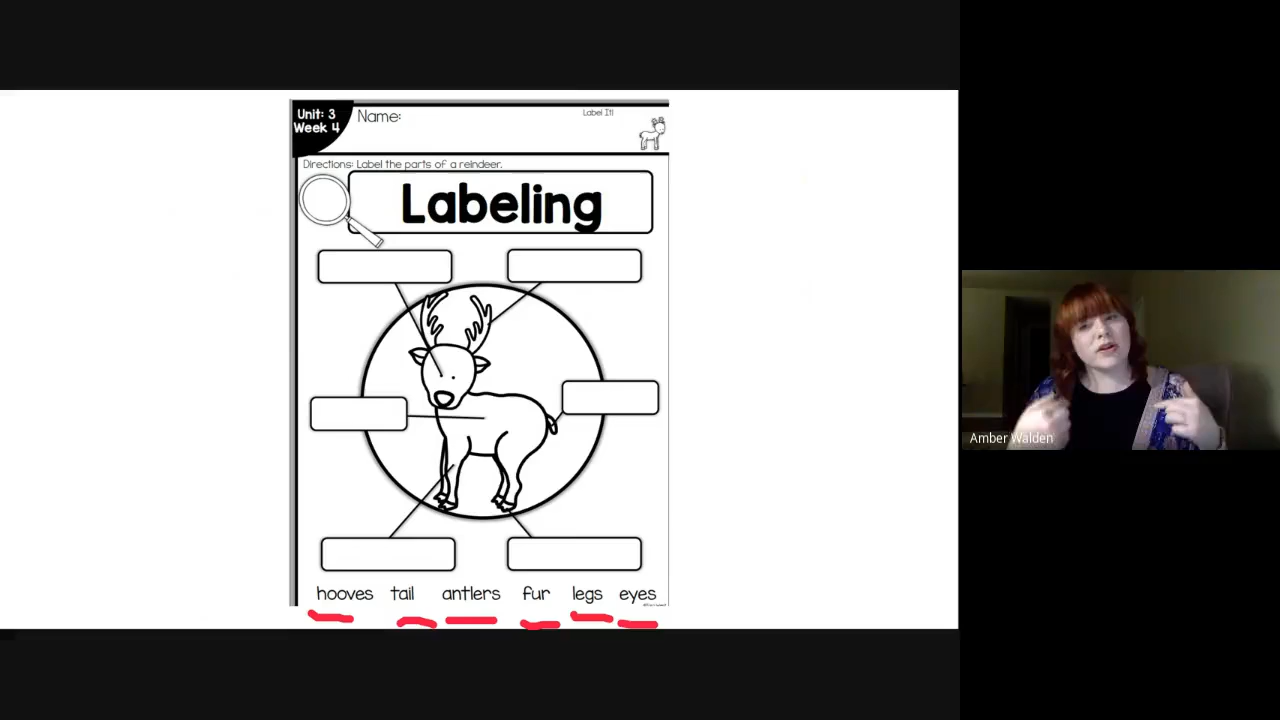 Unit: 3
Week 4
Name:
Label It!
Directions: Label the parts of a reindeer.
Labeling
hooves tail antlers fur legs eyes
Amber Walden